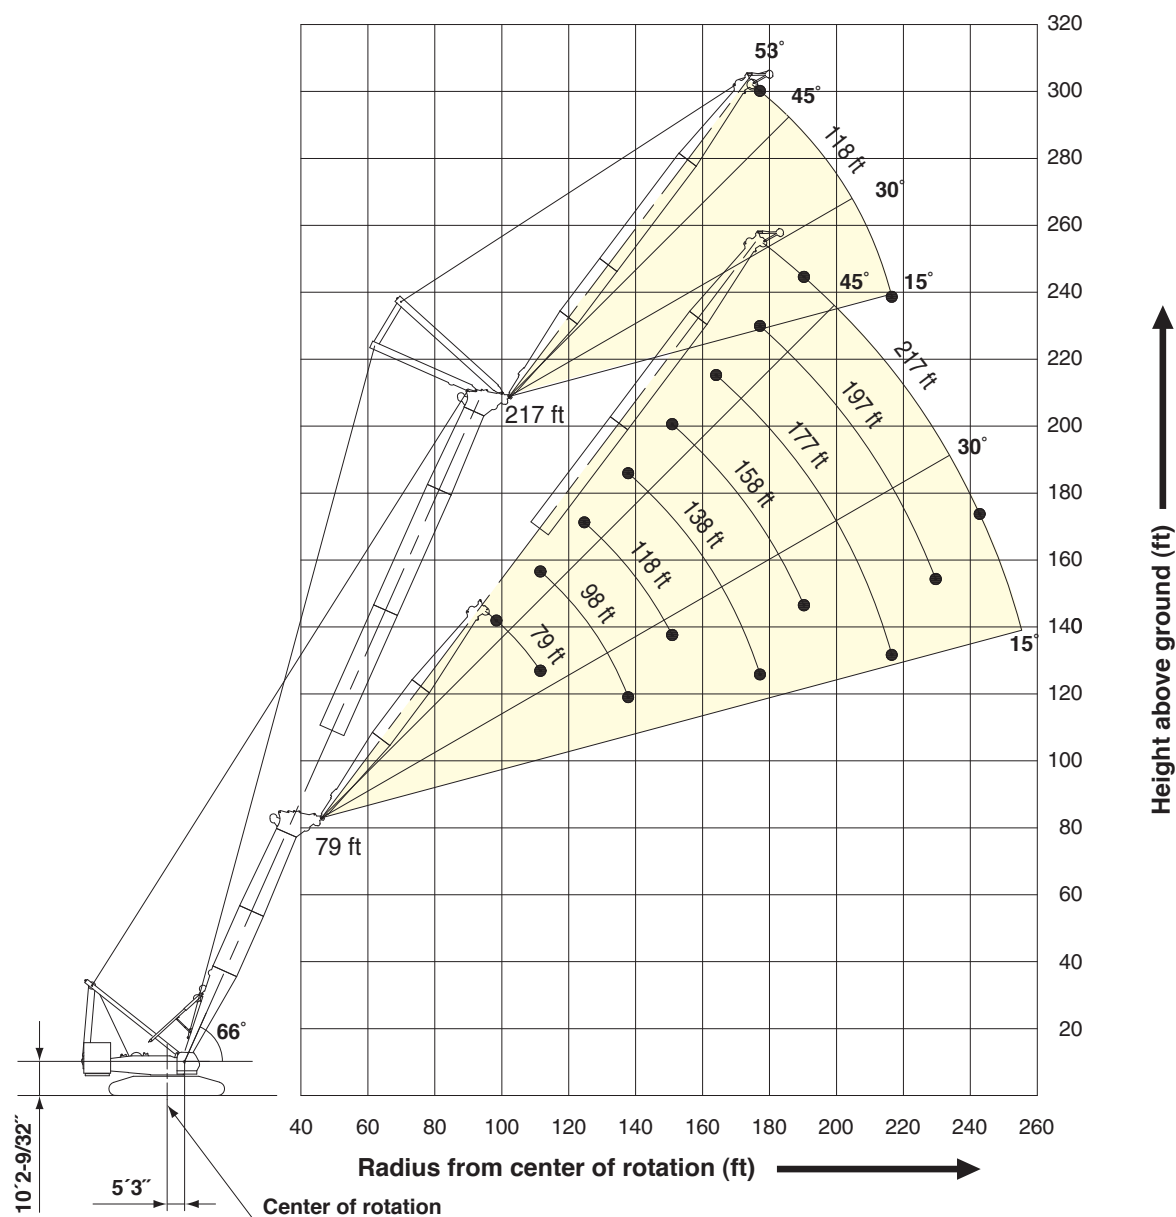 320
53°
300
45°
118 ft
280
30°
260
45°
15°
240
217 ft
220
197 ft
217 ft
177 ft
200
30°
158 ft
180
138 ft
160
118 ft
98 ft
79 ft
140
15°
120
100
79 ft
80
60
40
66°
20
Height above ground (ft)
40 60 80 100 120 140 160 180 200 220 240 260
Radius from center of rotation (ft)
10´2-9/32˝
5´3˝
Center of rotation